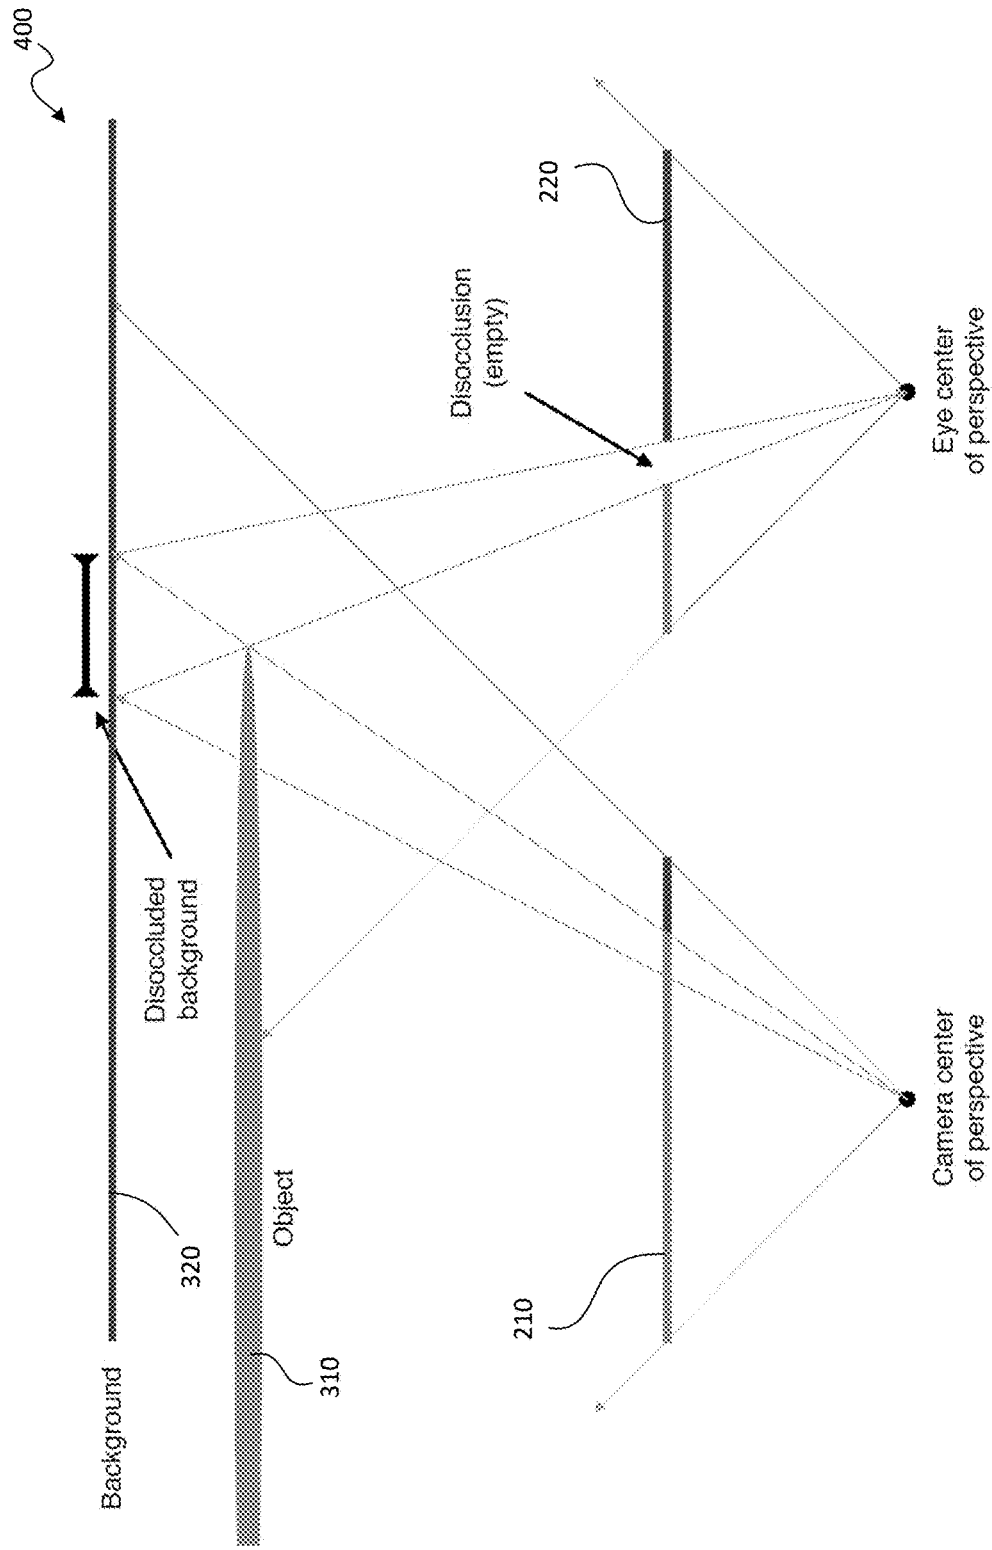 400
Background
320
Disoccluded
background
310
Object
Disocclusion
(empty)
210
220
Camera center
of perspective
Eye center
of perspective